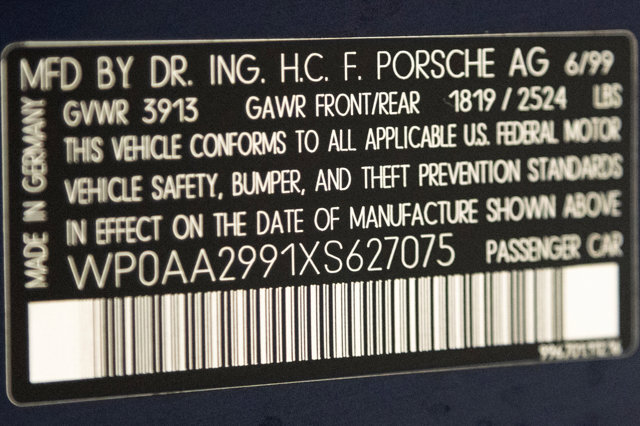 MFD BY DR. ING. H.C. F. PORSCHE AG 6/99
GVWR 3913 GAWR FRONT/REAR 1819 / 2524 LBS
THIS VEHICLE CONFORMS TO ALL APPLICABLE U.S. FEDERAL MOTOR
VEHICLE SAFETY, BUMPER, AND THEFT PREVENTION STANDARDS
IN EFFECT ON THE DATE OF MANUFACTURE SHOWN ABOVE
WP0AA2991XS627075 PASSENGER CAR
MADE IN GERMANY